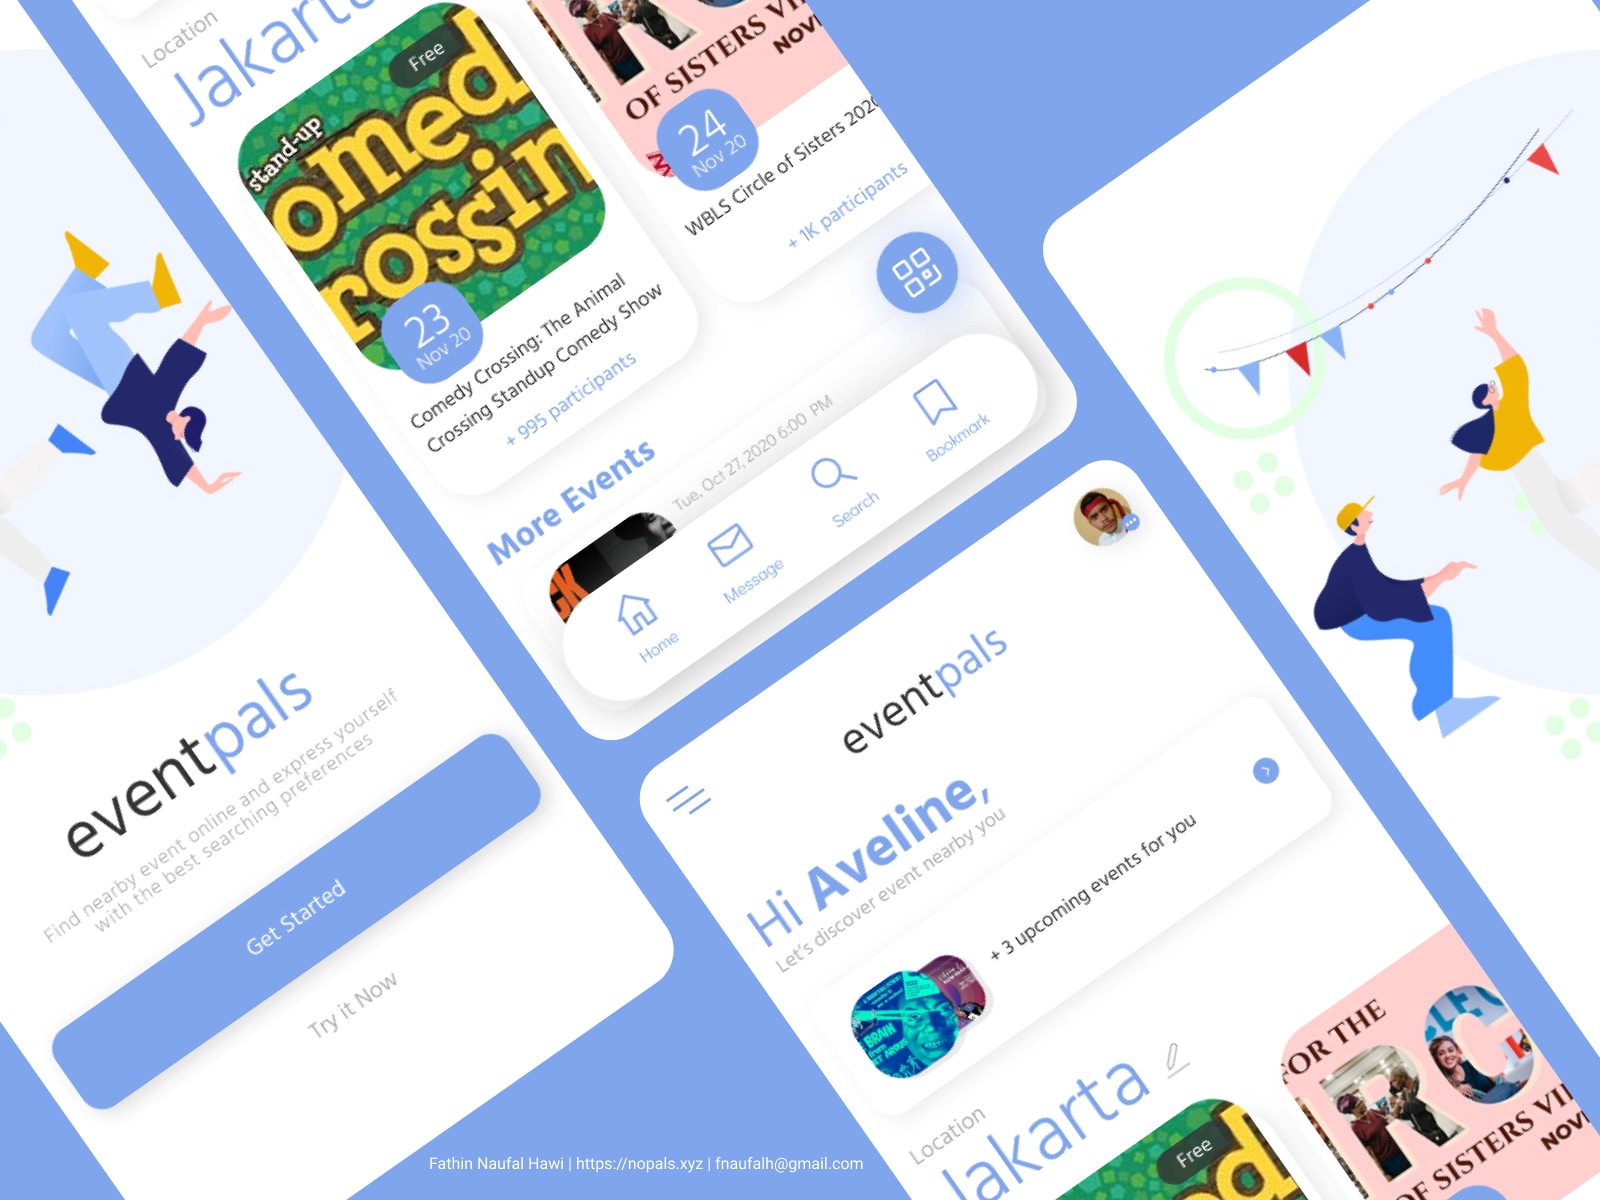 Location
Jakarta
Free
stand-up
omed
rossin
23
Nov 20
Comedy Crossing: The Animal
Crossing Standup Comedy Show
+ 995 participants
OF SISTERS VI
NOV
24
Nov 20
WBLS Circle of Sisters 2020
+ 1K participants
More Events
Tue, Oct 27, 2020 6:00 PM
CK
Home
Message
Search
Bookmark
eventpals
Find nearby event online and express yourself
with the best searching preferences
Get Started
Try it Now
eventpals
Hi Aveline,
Let's discover event nearby you
+ 3 upcoming events for you
BRAIN
Location
Jakarta
Free
FOR THE
RC
OF SISTERS VI
NOV
Fathin Naufal Hawi | https://nopals.xyz | fnaufalh@gmail.com